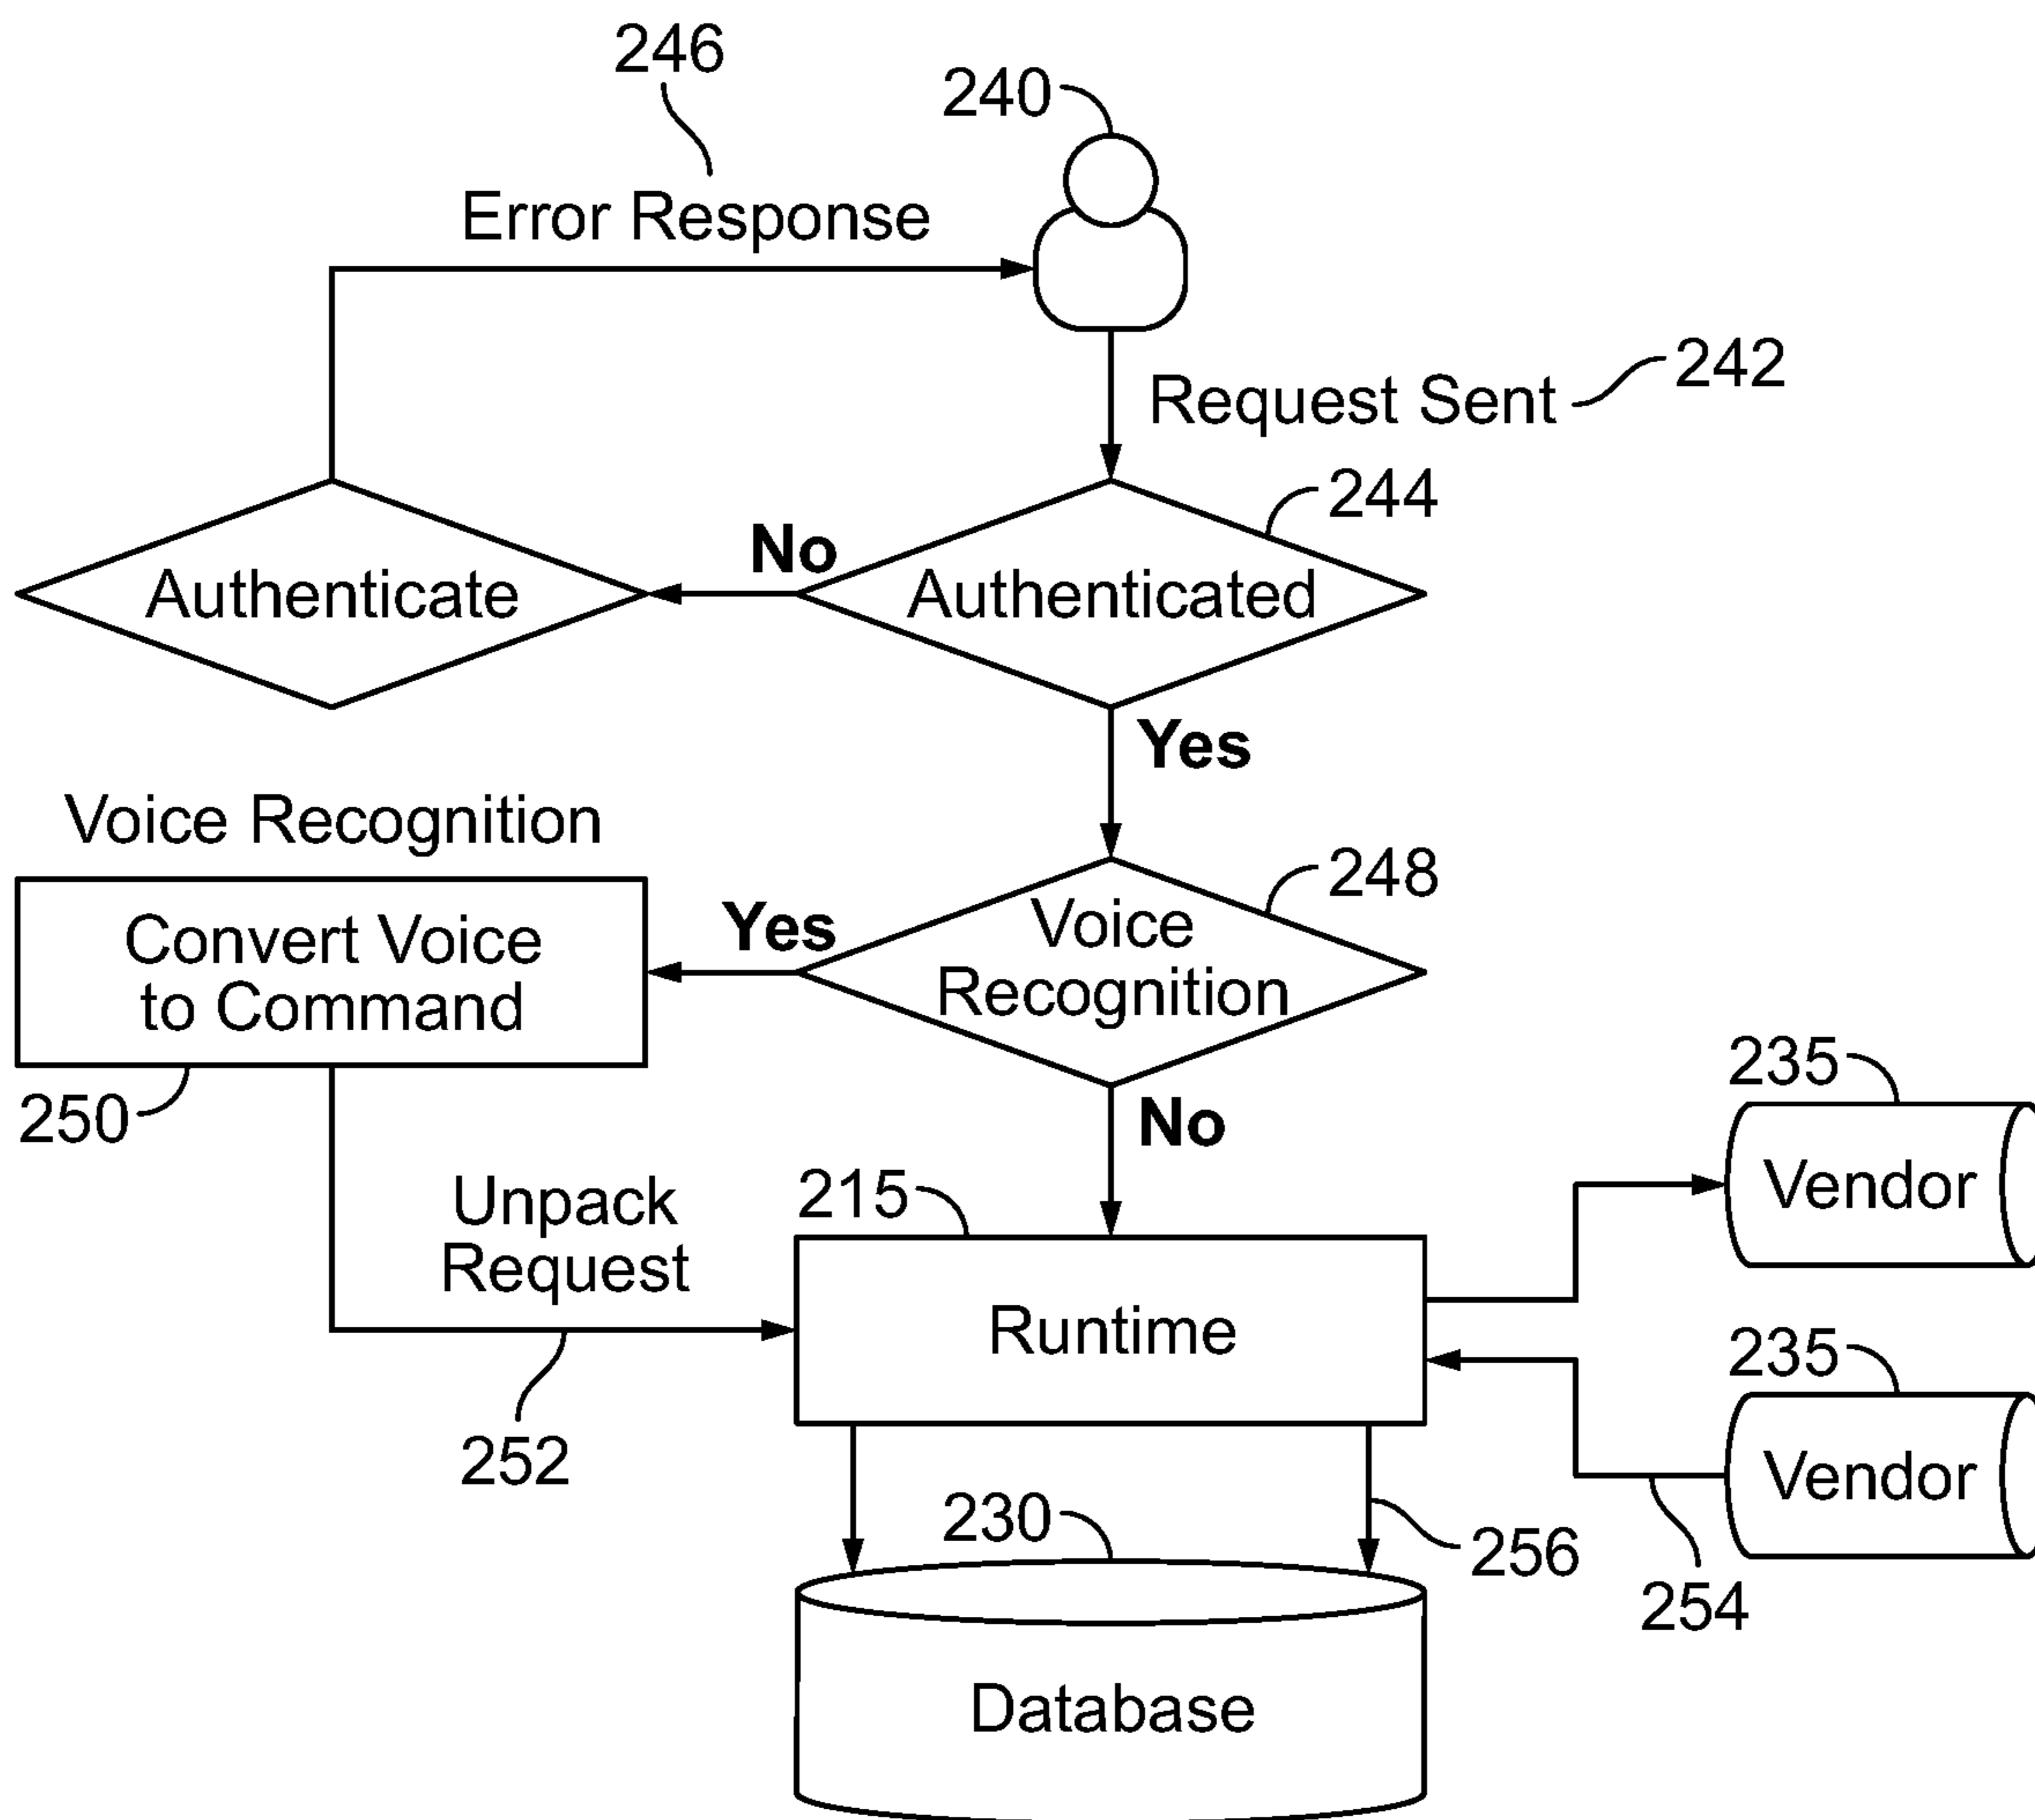 246
240
Error Response
Request Sent
242
244
No
Authenticate
Authenticated
Yes
Voice Recognition
248
Yes
Voice
Recognition
Convert Voice
to Command
250
No
235
Vendor
215
Unpack
Request
Runtime
235
Vendor
252
230
256
254
Database